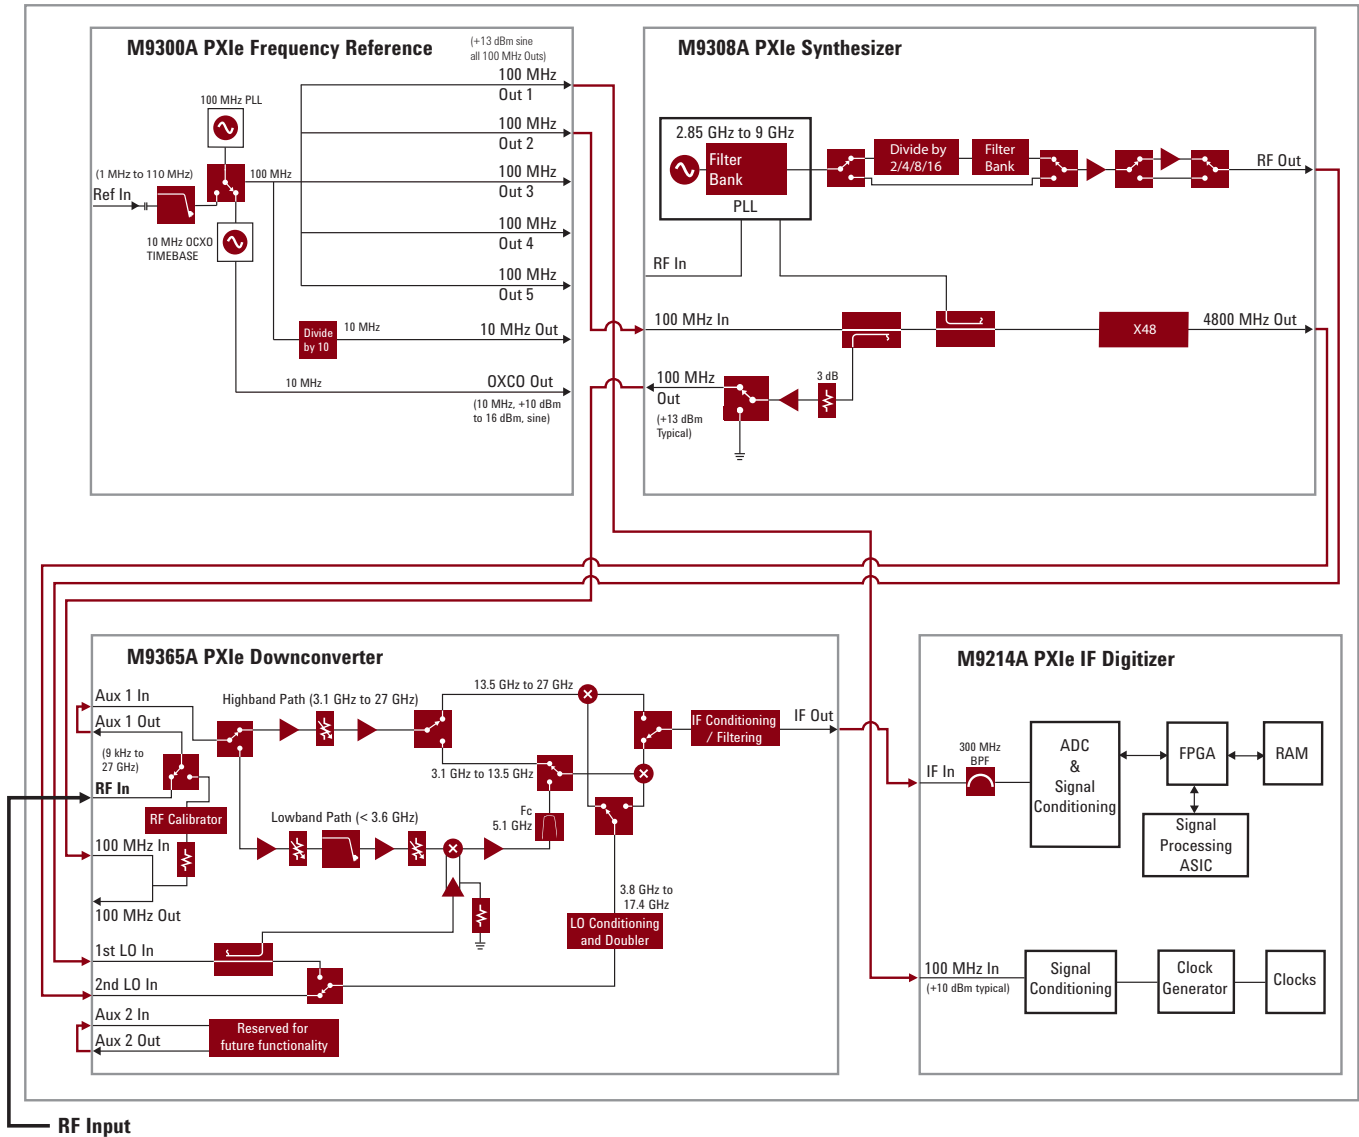 M9300A PXIe Frequency Reference
(+13 dBm sine
all 100 MHz Outs)
100 MHz
Out 1
100 MHz PLL
100 MHz
Out 2
(1 MHz to 110 MHz)
Ref In
100 MHz
100 MHz
Out 3
100 MHz
Out 4
10 MHz OCXO
TIMEBASE
100 MHz
Out 5
Divide
by 10
10 MHz
10 MHz Out
10 MHz
OXCO Out
(10 MHz, +10 dBm
to 16 dBm, sine)
M9308A PXIe Synthesizer
2.85 GHz to 9 GHz
Filter
Bank
PLL
Divide by
2/4/8/16
Filter
Bank
RF Out
RF In
100 MHz In
X48
4800 MHz Out
100 MHz
Out
(+13 dBm
Typical)
3 dB
M9365A PXIe Downconverter
Aux 1 In
Aux 1 Out
(9 kHz to
27 GHz)
RF In
Highband Path (3.1 GHz to 27 GHz)
13.5 GHz to 27 GHz
3.1 GHz to 13.5 GHz
IF Conditioning
/ Filtering
IF Out
RF Calibrator
Lowband Path (< 3.6 GHz)
Fc
5.1 GHz
100 MHz In
100 MHz Out
3.8 GHz to
17.4 GHz
LO Conditioning
and Doubler
1st LO In
2nd LO In
Aux 2 In
Aux 2 Out
Reserved for
future functionality
M9214A PXIe IF Digitizer
IF In
300 MHz
BPF
ADC
&
Signal
Conditioning
FPGA
RAM
Signal
Processing
ASIC
100 MHz In
(+10 dBm typical)
Signal
Conditioning
Clock
Generator
Clocks
RF Input